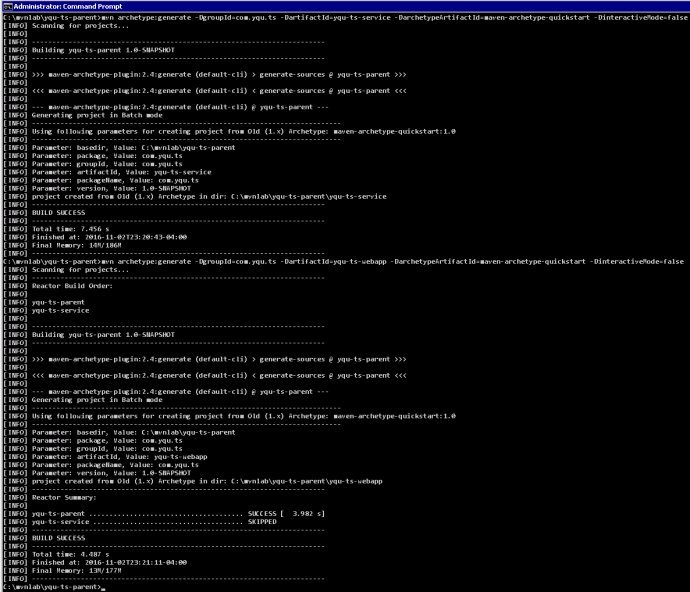 Administrator: Command Prompt
C:\mvnlab\yqu-ts-parent>mvn archetype:generate -DgroupId=com.yqu.ts -DartifactId=yqu-ts-service -DarchetypeArtifactId=maven-archetype-quickstart -DinteractiveMode=false
[INFO] Scanning for projects...
[INFO]
[INFO] ------------------------------------------------------------------------
[INFO] Building yqu-ts-parent 1.0-SNAPSHOT
[INFO] ------------------------------------------------------------------------
[INFO]
[INFO] >>> maven-archetype-plugin:2.4:generate (default-cli) > generate-sources @ yqu-ts-parent >>>
[INFO]
[INFO] <<< maven-archetype-plugin:2.4:generate (default-cli) < generate-sources @ yqu-ts-parent <<<
[INFO]
[INFO] --- maven-archetype-plugin:2.4:generate (default-cli) @ yqu-ts-parent ---
[INFO] Generating project in Batch mode
[INFO] ----------------------------------------------------------------------------
[INFO] Using following parameters for creating project from Old (1.x) Archetype: maven-archetype-quickstart:1.0
[INFO] ----------------------------------------------------------------------------
[INFO] Parameter: basedir, Value: C:\mvnlab\yqu-ts-parent
[INFO] Parameter: package, Value: com.yqu.ts
[INFO] Parameter: groupId, Value: com.yqu.ts
[INFO] Parameter: artifactId, Value: yqu-ts-service
[INFO] Parameter: packageName, Value: com.yqu.ts
[INFO] Parameter: version, Value: 1.0-SNAPSHOT
[INFO] project created from Old (1.x) Archetype in dir: C:\mvnlab\yqu-ts-parent\yqu-ts-service
[INFO] ------------------------------------------------------------------------
[INFO] BUILD SUCCESS
[INFO] ------------------------------------------------------------------------
[INFO] Total time: 7.456 s
[INFO] Finished at: 2016-11-02T23:20:43-04:00
[INFO] Final Memory: 14M/186M
[INFO] ------------------------------------------------------------------------
C:\mvnlab\yqu-ts-parent>mvn archetype:generate -DgroupId=com.yqu.ts -DartifactId=yqu-ts-webapp -DarchetypeArtifactId=maven-archetype-quickstart -DinteractiveMode=false
[INFO] Scanning for projects...
[INFO] ------------------------------------------------------------------------
[INFO] Reactor Build Order:
[INFO]
[INFO] yqu-ts-parent
[INFO] yqu-ts-service
[INFO]
[INFO] ------------------------------------------------------------------------
[INFO] Building yqu-ts-parent 1.0-SNAPSHOT
[INFO] ------------------------------------------------------------------------
[INFO]
[INFO] >>> maven-archetype-plugin:2.4:generate (default-cli) > generate-sources @ yqu-ts-parent >>>
[INFO]
[INFO] <<< maven-archetype-plugin:2.4:generate (default-cli) < generate-sources @ yqu-ts-parent <<<
[INFO]
[INFO] --- maven-archetype-plugin:2.4:generate (default-cli) @ yqu-ts-parent ---
[INFO] Generating project in Batch mode
[INFO] ----------------------------------------------------------------------------
[INFO] Using following parameters for creating project from Old (1.x) Archetype: maven-archetype-quickstart:1.0
[INFO] ----------------------------------------------------------------------------
[INFO] Parameter: basedir, Value: C:\mvnlab\yqu-ts-parent
[INFO] Parameter: package, Value: com.yqu.ts
[INFO] Parameter: groupId, Value: com.yqu.ts
[INFO] Parameter: artifactId, Value: yqu-ts-webapp
[INFO] Parameter: packageName, Value: com.yqu.ts
[INFO] Parameter: version, Value: 1.0-SNAPSHOT
[INFO] project created from Old (1.x) Archetype in dir: C:\mvnlab\yqu-ts-parent\yqu-ts-webapp
[INFO] ------------------------------------------------------------------------
[INFO] Reactor Summary:
[INFO]
[INFO] yqu-ts-parent ...................................... SUCCESS [  3.982 s]
[INFO] yqu-ts-service ..................................... SKIPPED
[INFO] ------------------------------------------------------------------------
[INFO] BUILD SUCCESS
[INFO] ------------------------------------------------------------------------
[INFO] Total time: 4.487 s
[INFO] Finished at: 2016-11-02T23:21:11-04:00
[INFO] Final Memory: 13M/177M
[INFO] ------------------------------------------------------------------------
C:\mvnlab\yqu-ts-parent>_